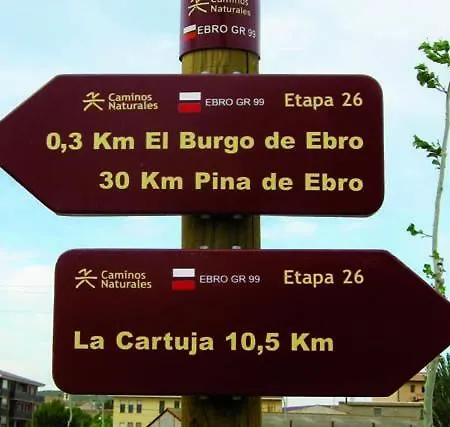 Caminos
Naturales
EBRO GR 99
Caminos
Naturales
EBRO GR 99
Etapa 26
0,3 Km El Burgo de Ebro
30 Km Pina de Ebro
Caminos
Naturales
EBRO GR 99
Etapa 26
La Cartuja 10,5 Km